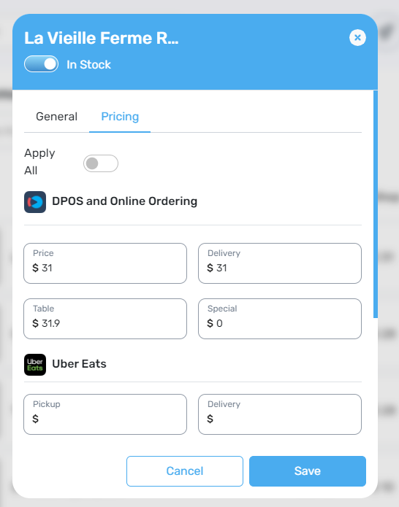 La Vieille Ferme R...
In Stock
General Pricing
Apply
All
DPOS and Online Ordering
Price Delivery
$ 31 $ 31
Table Special
$ 31.9 $ 0
Uber
Eats
Uber Eats
Pickup Delivery
$ $
Cancel Save